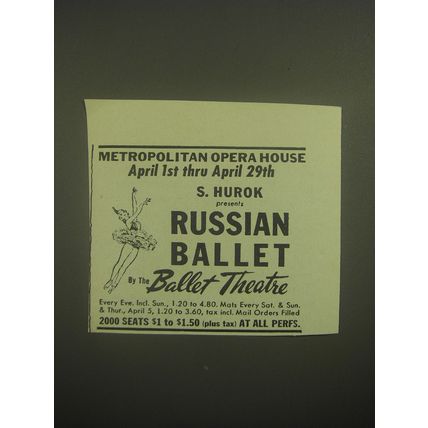 METROPOLITAN OPERA HOUSE
April 1st thru April 29th
S. HUROK
presents
RUSSIAN
BALLET
By The Ballet Theatre
Every Eve. Incl. Sun., 1.20 to 4.80. Mats Every Sat. & Sun.
& Thur., April 5, 1.20 to 3.60, tax incl. Mail Orders Filled
2000 SEATS $1 to $1.50 (plus tax) AT ALL PERFS.